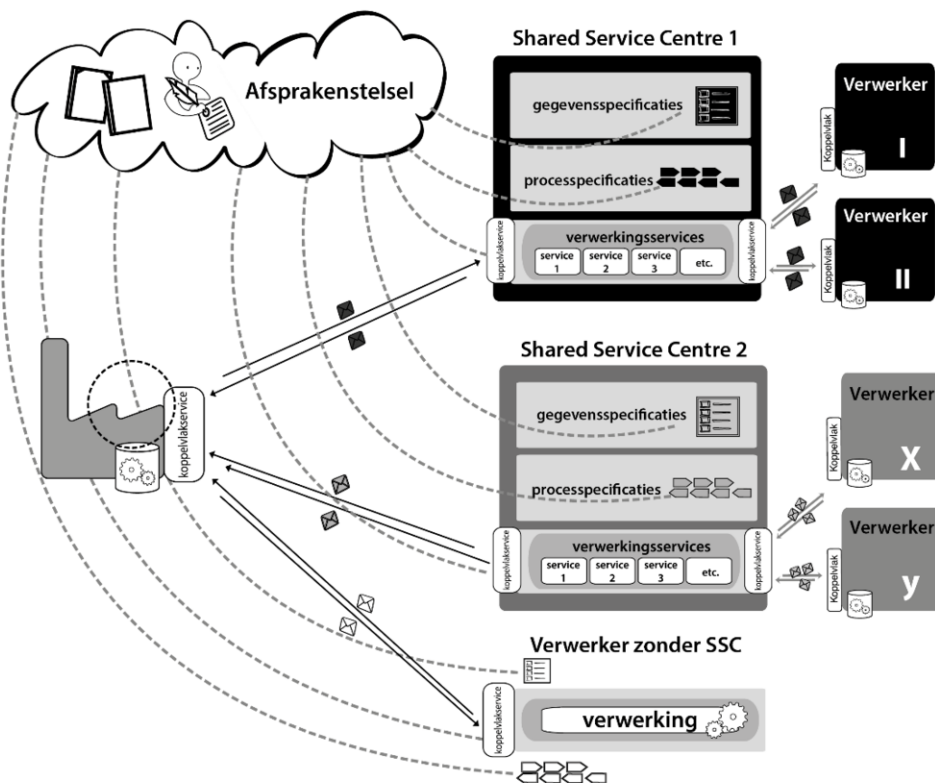 Afsprakenstelsel
Shared Service Centre 1
gegevensspecificaties
processpecificaties
koppelvlakservice
verwerkingsservices
service
1
service
2
service
3
etc.
koppelvlakservice
Koppelvlak
Verwerker
I
Koppelvlak
Verwerker
II
koppelvlakservice
Shared Service Centre 2
gegevensspecificaties
processpecificaties
koppelvlakservice
verwerkingsservices
service
1
service
2
service
3
etc.
koppelvlakservice
Koppelvlak
Verwerker
x
Koppelvlak
Verwerker
y
Verwerker zonder SSC
koppelvlakservice
verwerking